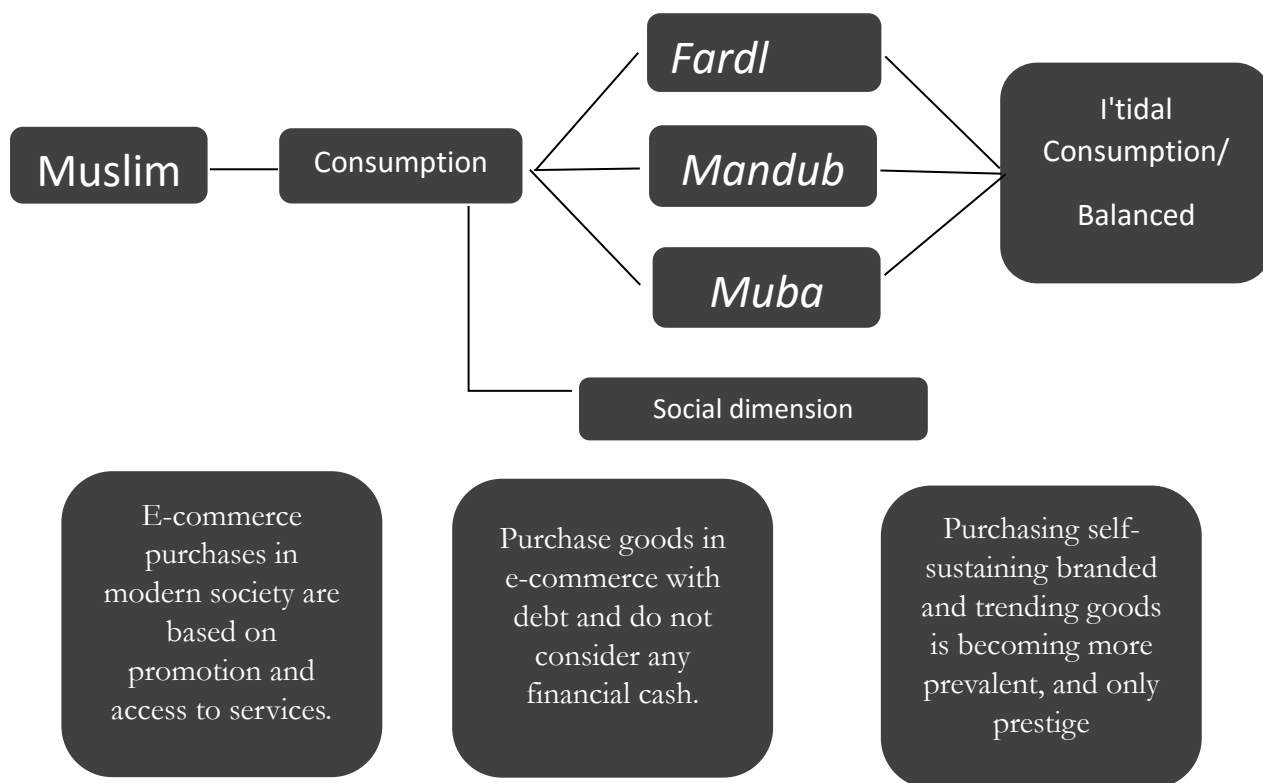 Muslim
Consumption
Fardl
Mandub
Muba
I'tidal
Consumption/
Balanced
Social dimension
E-commerce
purchases in
modern society are
based on
promotion and
access to services.
Purchase goods in
e-commerce with
debt and do not
consider any
financial cash.
Purchasing self-
sustaining branded
and trending goods
is becoming more
prevalent, and only
prestige